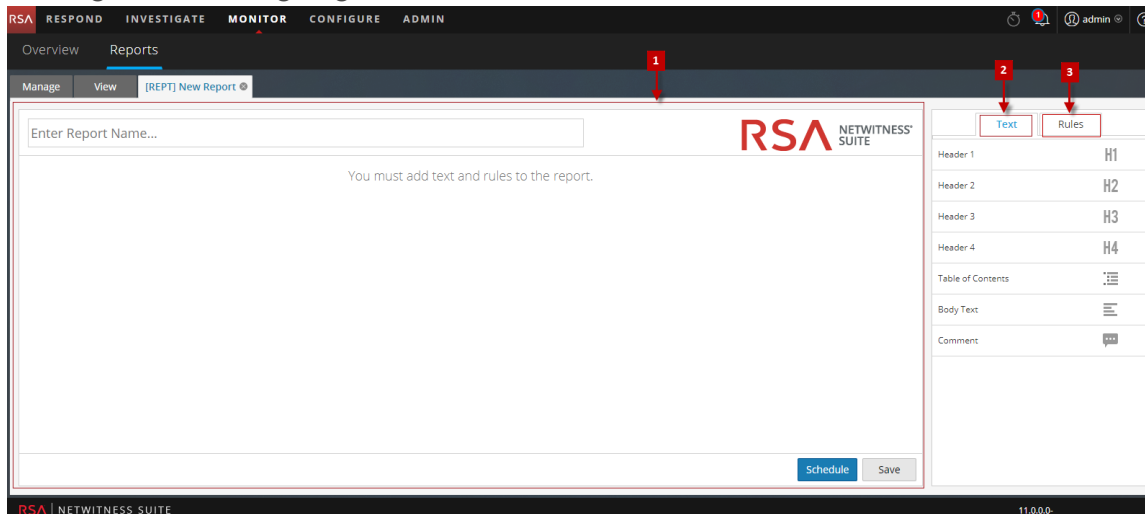 RSA RESPOND INVESTIGATE MONITOR CONFIGURE ADMIN 1 admin
Overview Reports
1 2 3
Manage View [REPT] New Report
Enter Report Name... RSA NETWITNESS® SUITE Text Rules
You must add text and rules to the report.
Header 1 H1
Header 2 H2
Header 3 H3
Header 4 H4
Table of Contents
Body Text
Comment
Schedule Save
RSA | NETWITNESS SUITE 11.0.0.0-